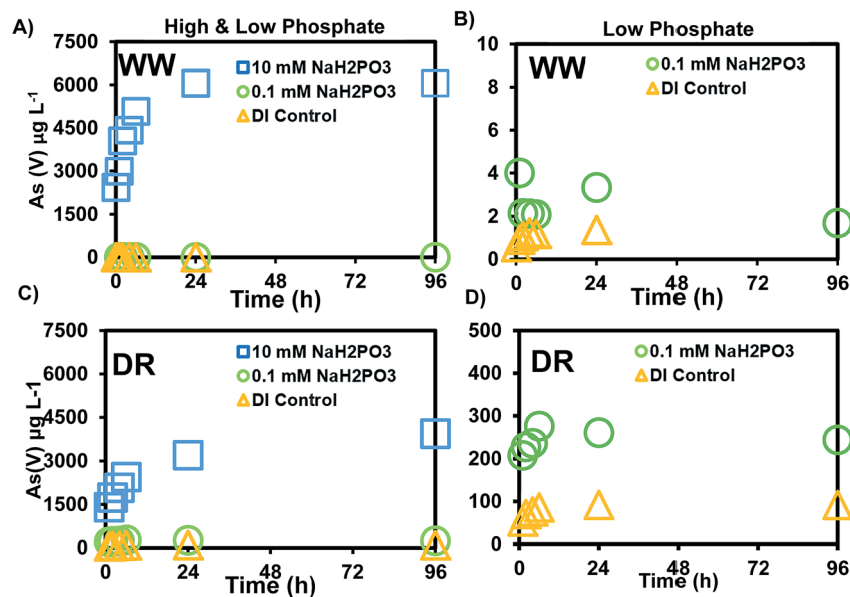 A)
High & Low Phosphate
7500
6000
4500
3000
1500
0
As (V) µg L-1
WW
10 mM NaH2PO3
0.1 mM NaH2PO3
DI Control
0 24 48 72 96
Time (h)
B)
Low Phosphate
10
8
6
4
2
0
WW
0.1 mM NaH2PO3
DI Control
0 24 48 72 96
Time (h)
C)
7500
6000
4500
3000
1500
0
As(V) µg L-1
DR
10 mM NaH2PO3
0.1 mM NaH2PO3
DI Control
0 24 48 72 96
Time (h)
D)
500
400
300
200
100
0
DR
0.1 mM NaH2PO3
DI Control
0 24 48 72 96
Time (h)